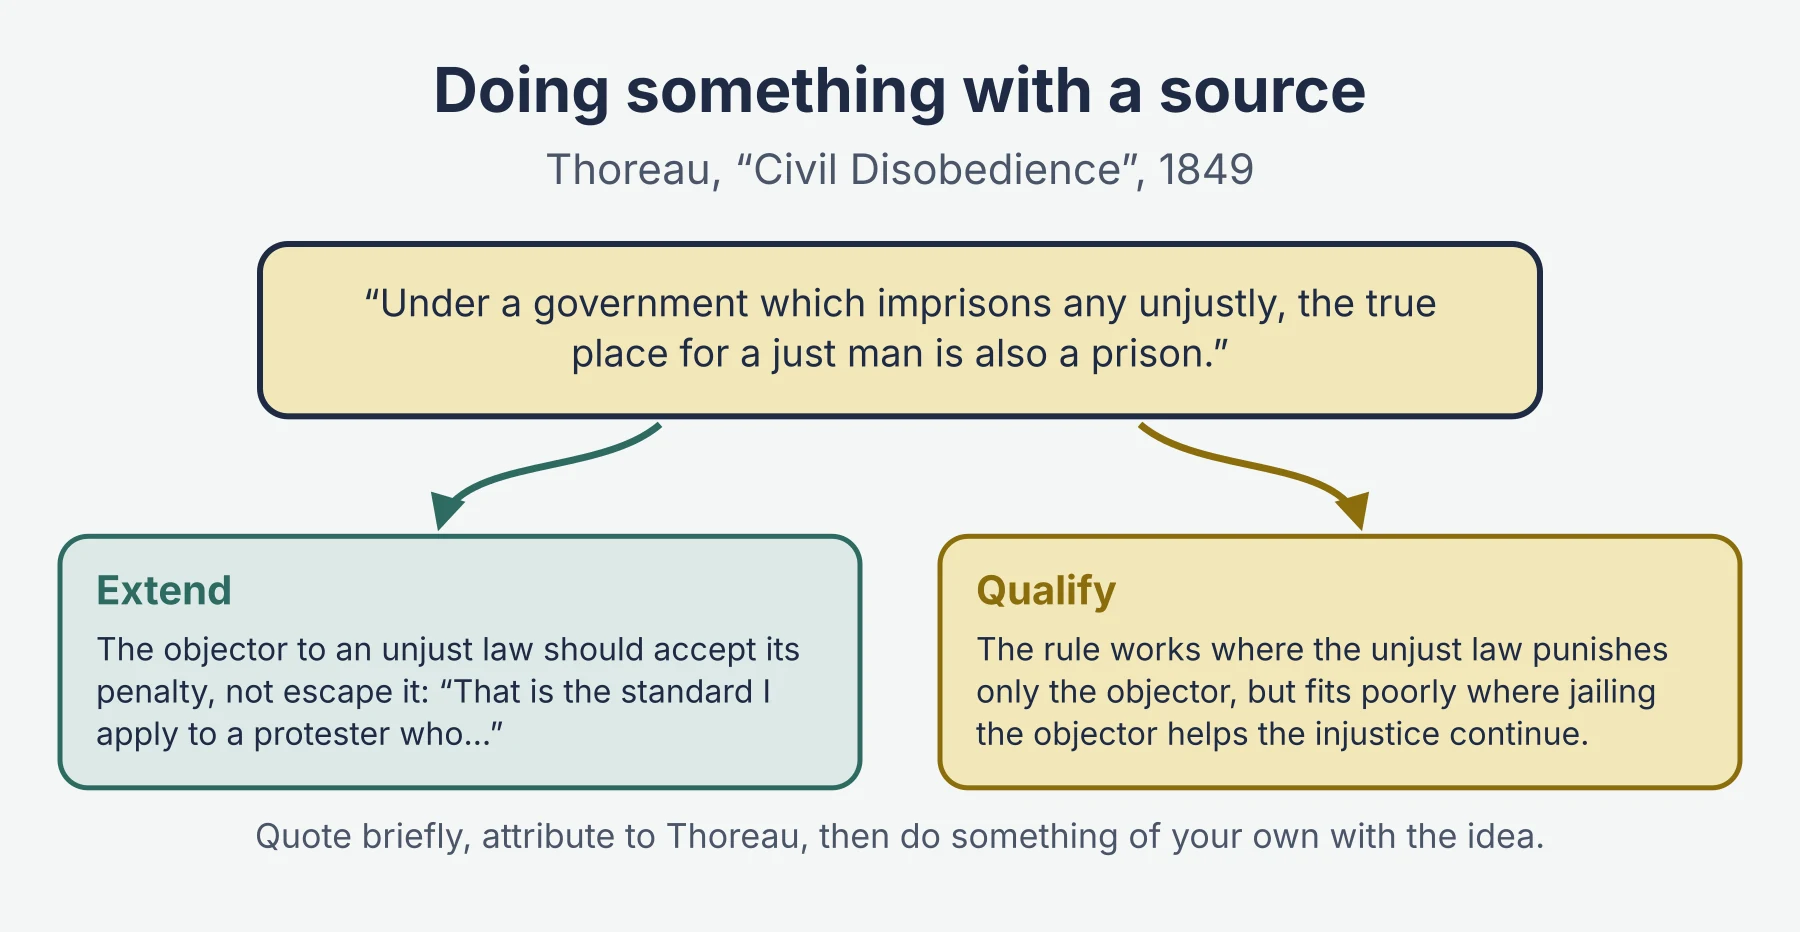 Doing something with a source
Thoreau, “Civil Disobedience”, 1849
“Under a government which imprisons any unjustly, the true
place for a just man is also a prison.”
Extend
The objector to an unjust law should accept its
penalty, not escape it: “That is the standard I
apply to a protester who...”
Qualify
The rule works where the unjust law punishes
only the objector, but fits poorly where jailing
the objector helps the injustice continue.
Quote briefly, attribute to Thoreau, then do something of your own with the idea.